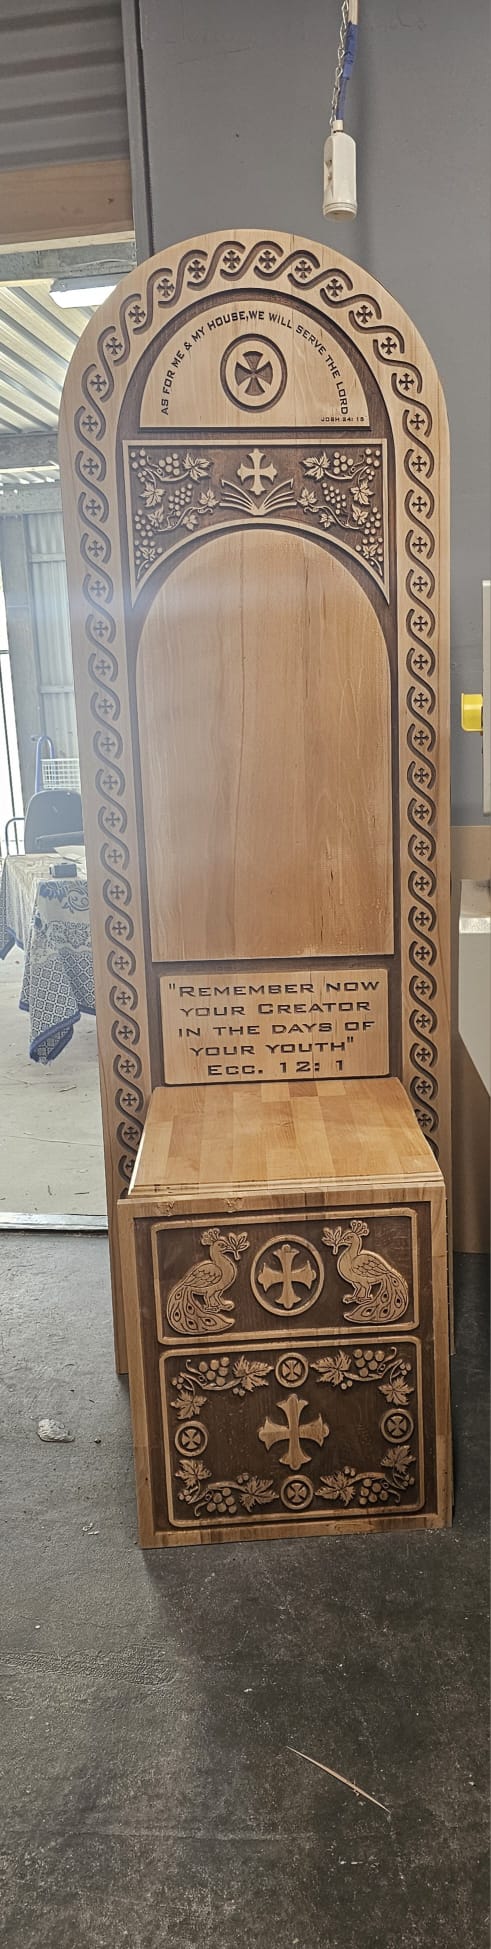 AS FOR ME & MY HOUSE, WE WILL SERVE THE LORD
JOSH 24: 15
"REMEMBER NOW
YOUR CREATOR
IN THE DAYS OF
YOUR YOUTH"
ECC. 12: 1